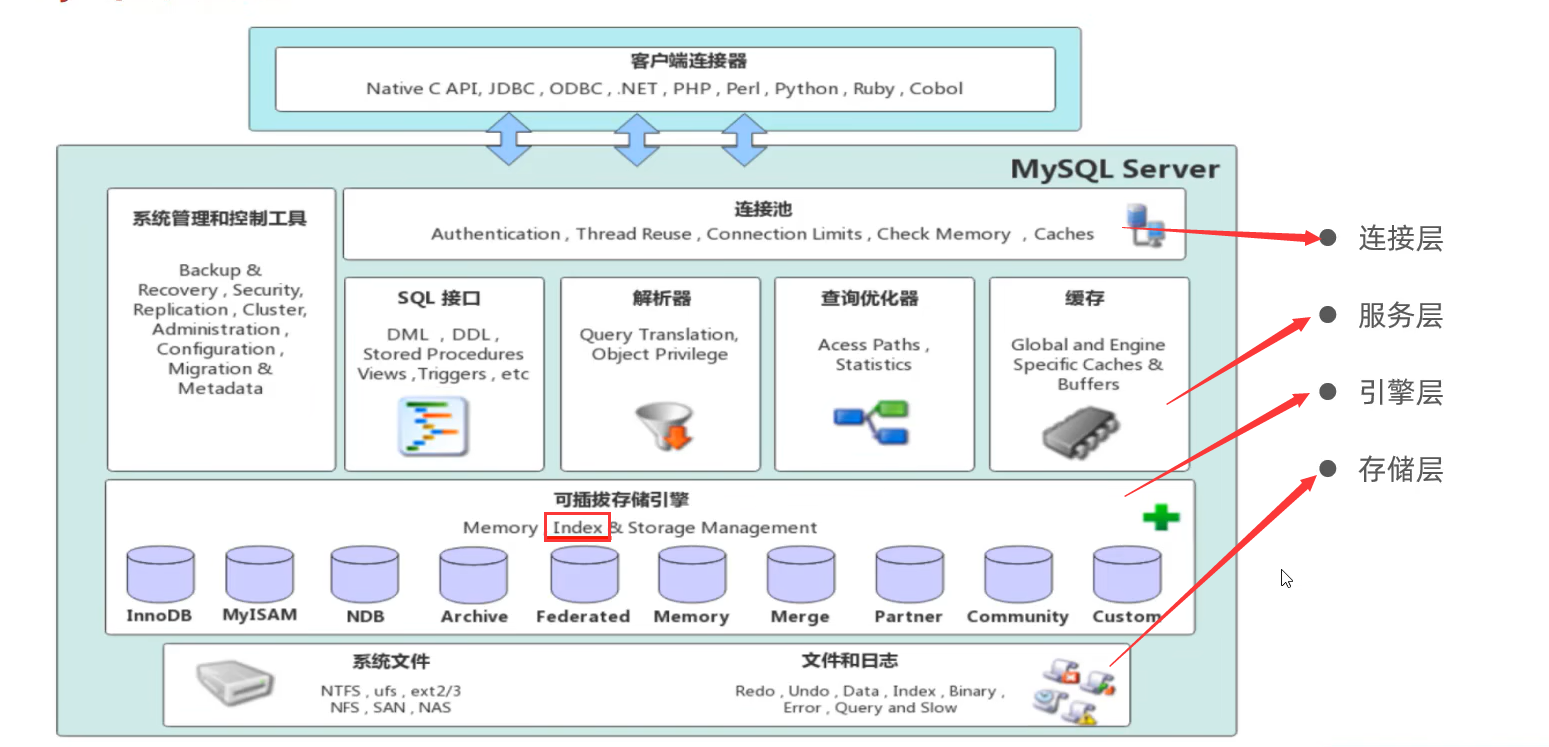 客户端连接器
Native C API, JDBC , ODBC , .NET , PHP , Perl , Python , Ruby , Cobol
MySQL Server
系统管理和控制工具
Backup &
Recovery , Security,
Replication , Cluster,
Administration ,
Configuration ,
Migration &
Metadata
连接池
Authentication , Thread Reuse , Connection Limits , Check Memory , Caches
SQL 接口
DML , DDL ,
Stored Procedures
Views ,Triggers , etc
解析器
Query Translation,
Object Privilege
查询优化器
Acess Paths ,
Statistics
缓存
Global and Engine
Specific Caches &
Buffers
可插拔存储引擎
Memory Index & Storage Management
InnoDB
MyISAM
NDB
Archive
Federated
Memory
Merge
Partner
Community
Custom
系统文件
NTFS , ufs , ext2/3
NFS , SAN , NAS
文件和日志
Redo , Undo , Data , Index , Binary ,
Error , Query and Slow
连接层
服务层
引擎层
存储层